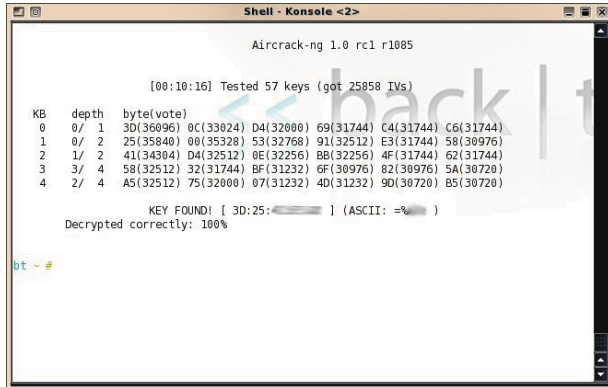 Shell - Konsole <2>
Aircrack-ng 1.0 rc1 r1085
[00:10:16] Tested 57 keys (got 25858 IVs)
KB depth byte(vote)
0 0/ 1 3D(36096) 0C(33024) D4(32000) 69(31744) C4(31744) C6(31744)
1 0/ 2 25(35840) 00(35328) 53(32768) 91(32512) E3(31744) 58(30976)
2 1/ 2 41(34304) D4(32512) 0E(32256) BB(32256) 4F(31744) 62(31744)
3 3/ 4 58(32512) 32(31744) BF(31232) 6F(30976) 82(30976) 5A(30720)
4 2/ 4 A5(32512) 75(32000) 07(31232) 4D(31232) 9D(30720) B5(30720)
KEY FOUND! [ 3D:25: ] (ASCII: =% )
Decrypted correctly: 100%
bt ~ #
<< back | t